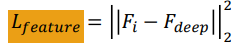 L_feature = ||F_i − F_deep||_2^2